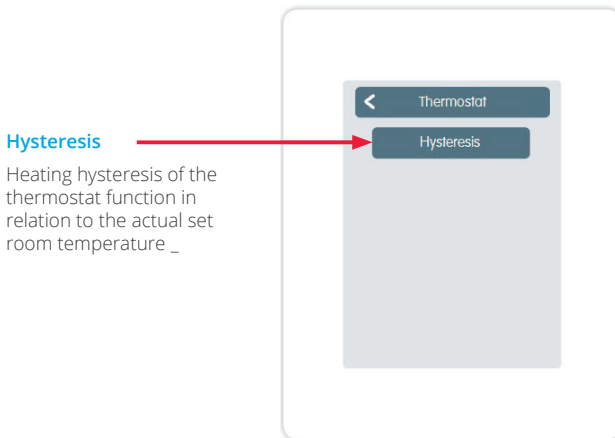 Hysteresis
Heating hysteresis of the
thermostat function in
relation to the actual set
room temperature _
Thermostat
Hysteresis